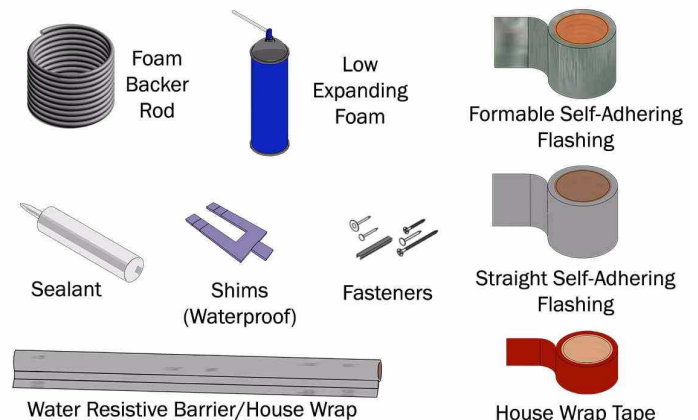 Foam
Backer
Rod
Low
Expanding
Foam
Formable Self-Adhering
Flashing
Sealant
Shims
(Waterproof)
Fasteners
Straight Self-Adhering
Flashing
Water Resistive Barrier/House Wrap
House Wrap Tape